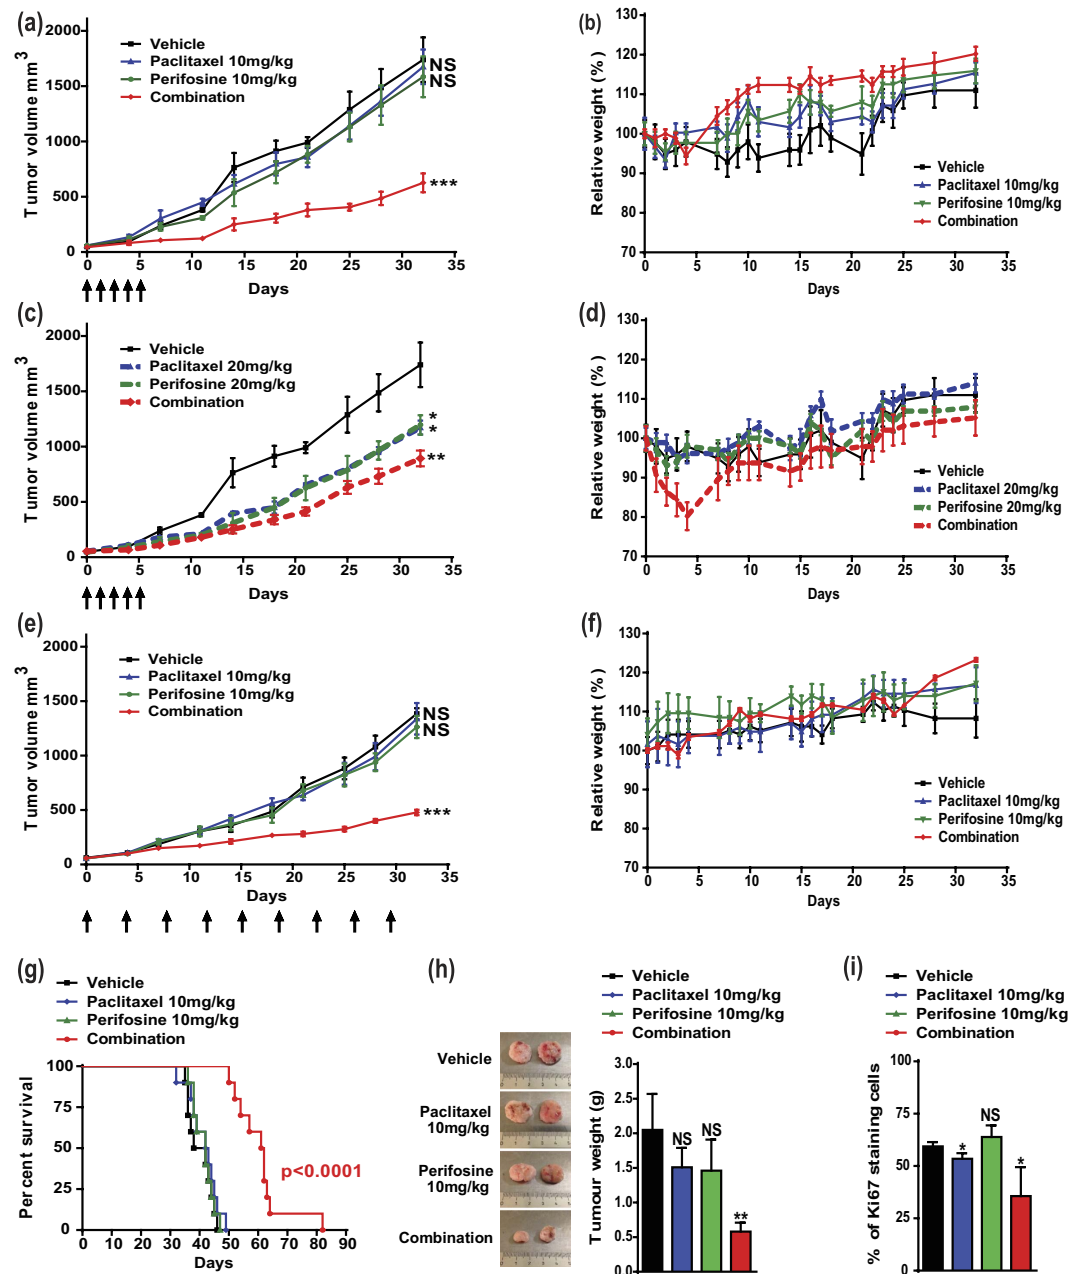 (a)
Tumor volume mm3
2000
1500
1000
500
0
Vehicle
Paclitaxel 10mg/kg
Perifosine 10mg/kg
Combination
NS
NS
***
0 5 10 15 20 25 30 35
Days
(b)
Relative weight (%)
130
120
110
100
90
80
70
Vehicle
Paclitaxel 10mg/kg
Perifosine 10mg/kg
Combination
0 5 10 15 20 25 30 35
Days
(c)
Tumor volume mm3
2000
1500
1000
500
0
Vehicle
Paclitaxel 20mg/kg
Perifosine 20mg/kg
Combination
*
*
**
0 5 10 15 20 25 30 35
Days
(d)
Relative weight (%)
130
120
110
100
90
80
70
Vehicle
Paclitaxel 20mg/kg
Perifosine 20mg/kg
Combination
0 5 10 15 20 25 30 35
Days
(e)
Tumor volume mm3
2000
1500
1000
500
0
Vehicle
Paclitaxel 10mg/kg
Perifosine 10mg/kg
Combination
NS
NS
***
0 5 10 15 20 25 30 35
Days
(f)
Relative weight (%)
130
120
110
100
90
80
70
Vehicle
Paclitaxel 10mg/kg
Perifosine 10mg/kg
Combination
0 5 10 15 20 25 30 35
Days
(g)
Vehicle
Paclitaxel 10mg/kg
Perifosine 10mg/kg
Combination
Percent survival
100
75
50
25
0
p<0.0001
0 10 20 30 40 50 60 70 80 90
Days
(h)
Vehicle
Paclitaxel
10mg/kg
Perifosine
10mg/kg
Combination
Vehicle
Paclitaxel 10mg/kg
Perifosine 10mg/kg
Combination
Tumour weight (g)
3.0
2.5
2.0
1.5
1.0
0.5
0.0
NS
NS
**
(i)
Vehicle
Paclitaxel 10mg/kg
Perifosine 10mg/kg
Combination
% of Ki67 staining cells
100
75
50
25
0
*
NS
*